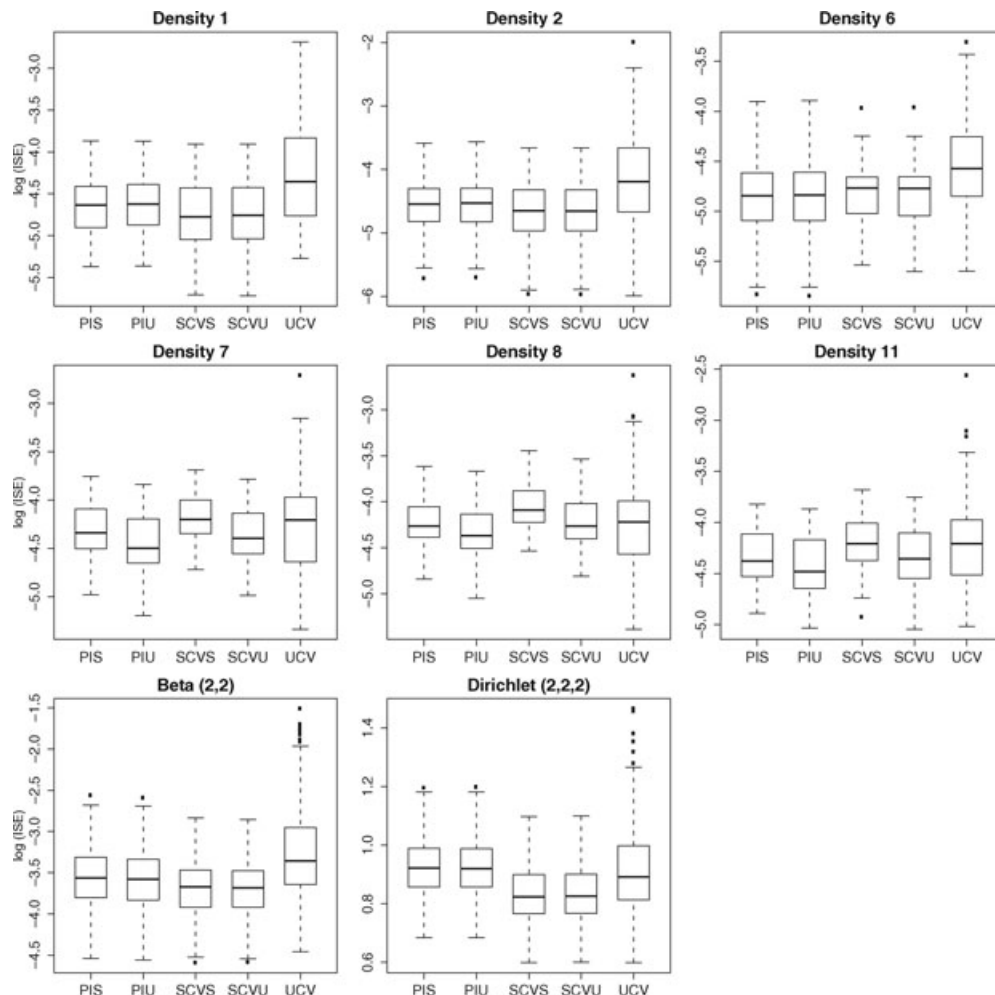 Density 1
Density 2
Density 6
log (ISE)
-3.0
-3.5
-4.0
-4.5
-5.0
-5.5
-2
-3
-4
-5
-6
-3.5
-4.0
-4.5
-5.0
-5.5
PIS PIU SCVS SCVU UCV
PIS PIU SCVS SCVU UCV
PIS PIU SCVS SCVU UCV
Density 7
Density 8
Density 11
log (ISE)
-3.0
-3.5
-4.0
-4.5
-5.0
-3.0
-3.5
-4.0
-4.5
-5.0
-2.5
-3.0
-3.5
-4.0
-4.5
-5.0
PIS PIU SCVS SCVU UCV
PIS PIU SCVS SCVU UCV
PIS PIU SCVS SCVU UCV
Beta (2,2)
Dirichlet (2,2,2)
log (ISE)
-1.5
-2.0
-2.5
-3.0
-3.5
-4.0
-4.5
1.4
1.2
1.0
0.8
0.6
PIS PIU SCVS SCVU UCV
PIS PIU SCVS SCVU UCV